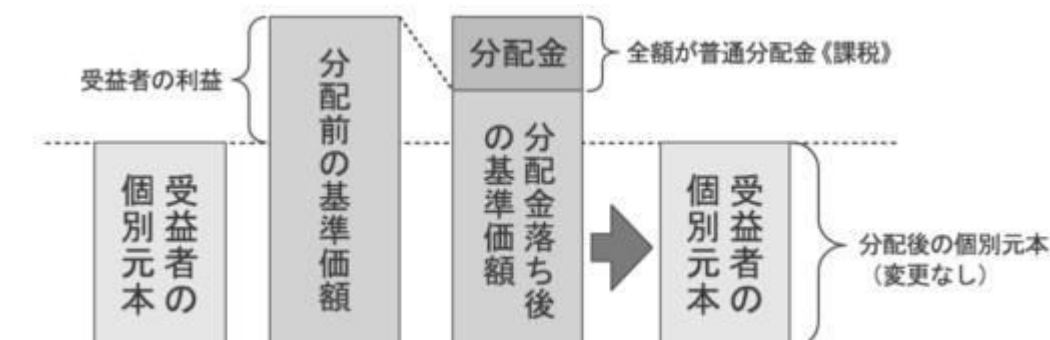 受益者の利益
受益者の
個別元本
分配前の基準価額
分配金
分配金落ち後
の基準価額
全額が普通分配金《課税》
受益者の
個別元本
分配後の個別元本
（変更なし）